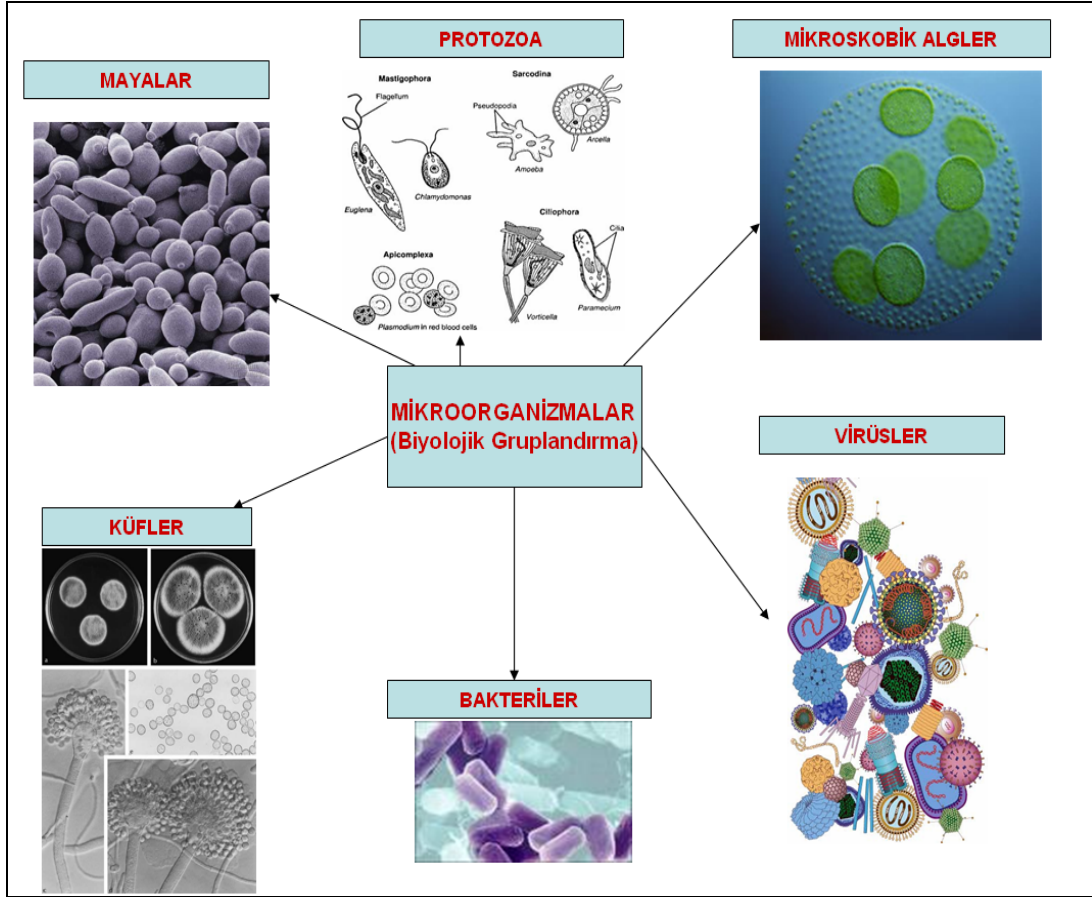 PROTOZOA
MİKROSKOBİK ALGLER
MAYALAR
Mastigophora
Flagellum
Euglena
Chlamydomonas
Sarcodina
Pseudopodia
Amoeba
Arcella
Apicomplexa
Plasmodium in red blood cells
Ciliophora
Cilia
Vorticella
Paramecium
MİKROORGANİZMALAR
(Biyolojik Gruplandırma)
VİRÜSLER
KÜFLER
a
b
c
BAKTERİLER